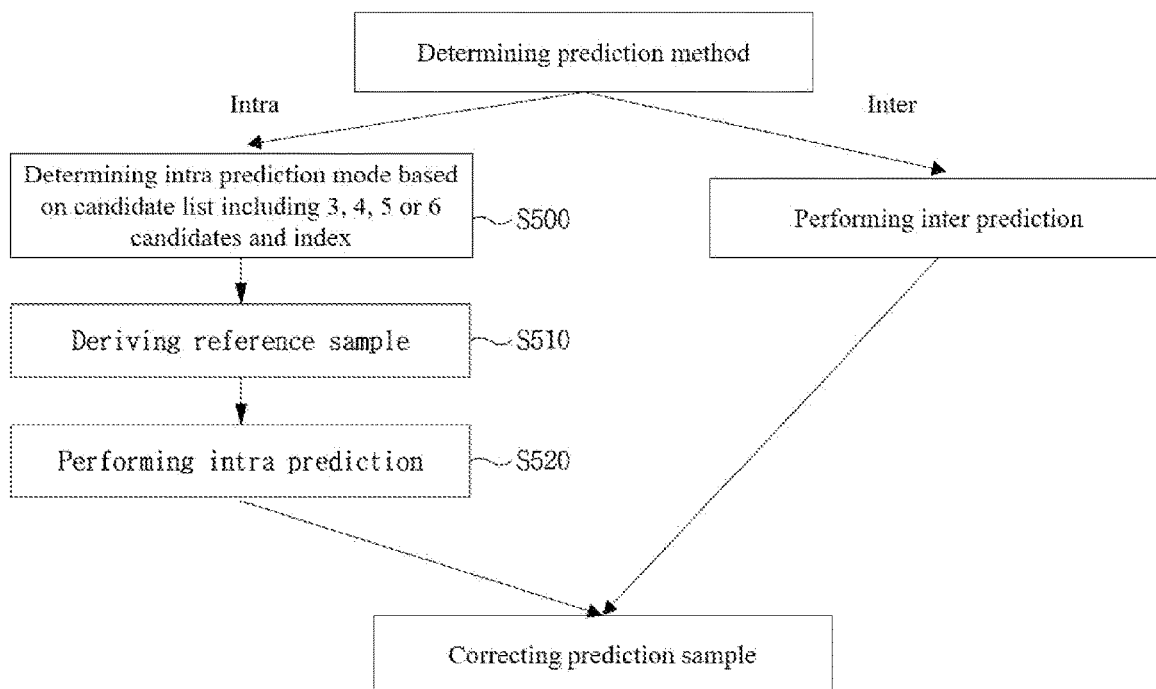 Determining prediction method
Intra
Inter
Determining intra prediction mode based
on candidate list including 3, 4, 5 or 6
candidates and index
S500
Performing inter prediction
Deriving reference sample
S510
Performing intra prediction
S520
Correcting prediction sample